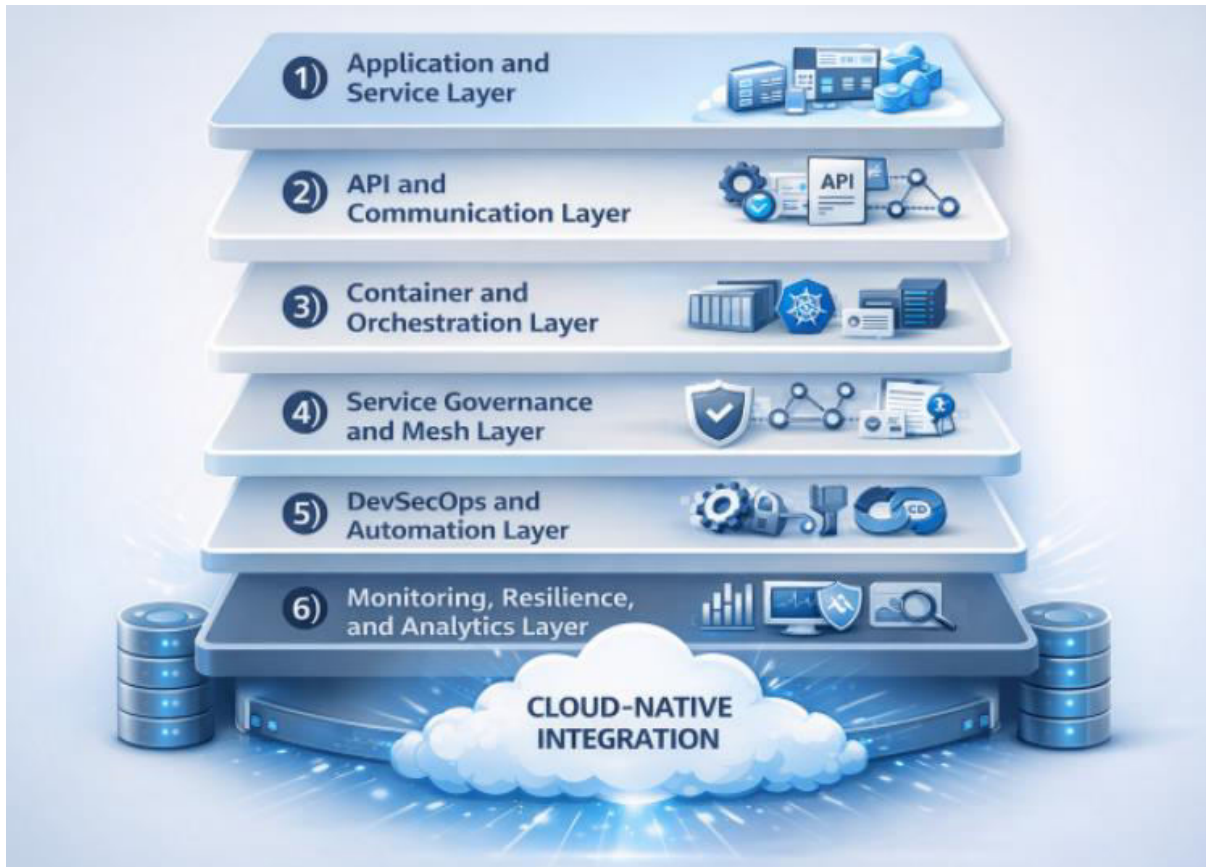 1) Application and
Service Layer
2) API and
Communication Layer
API
3) Container and
Orchestration Layer
4) Service Governance
and Mesh Layer
5) DevSecOps and
Automation Layer
CD
6) Monitoring, Resilience,
and Analytics Layer
CLOUD-NATIVE
INTEGRATION